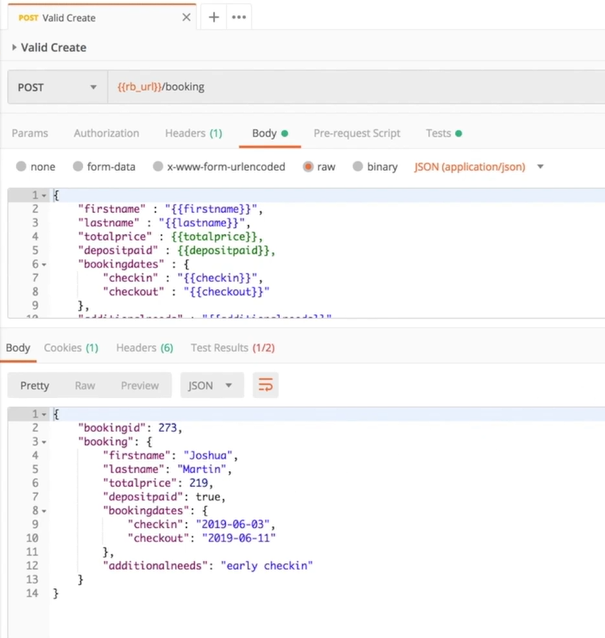 POST Valid Create
Valid Create
POST {{rb_url}}/booking
Params Authorization Headers (1) Body Pre-request Script Tests
none form-data x-www-form-urlencoded raw binary JSON (application/json)
1 {
2 "firstname" : "{{firstname}}",
3 "lastname" : "{{lastname}}",
4 "totalprice" : {{totalprice}},
5 "depositpaid" : {{depositpaid}},
6 "bookingdates" : {
7 "checkin" : "{{checkin}}",
8 "checkout" : "{{checkout}}"
9 },
10 "additionalneeds" : "{{additionalneeds}}"
Body Cookies (1) Headers (6) Test Results (1/2)
Pretty Raw Preview JSON
1 {
2 "bookingid": 273,
3 "booking": {
4 "firstname": "Joshua",
5 "lastname": "Martin",
6 "totalprice": 219,
7 "depositpaid": true,
8 "bookingdates": {
9 "checkin": "2019-06-03",
10 "checkout": "2019-06-11"
11 },
12 "additionalneeds": "early checkin"
13 }
14 }